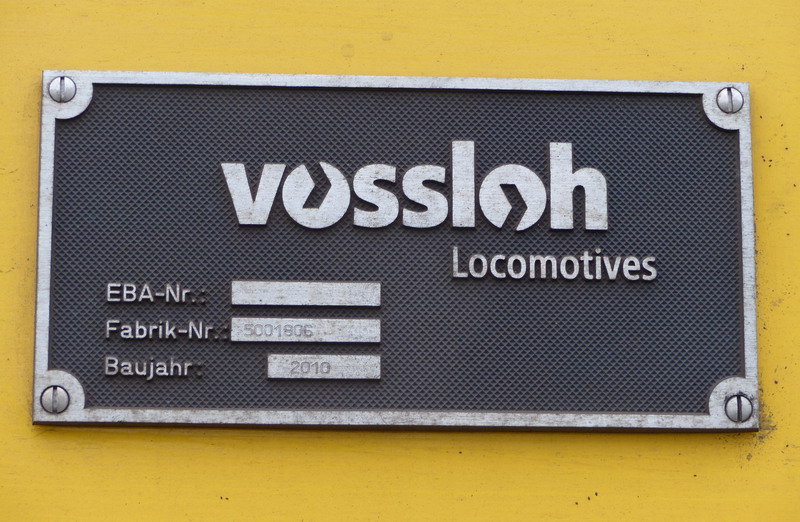 vossloh
Locomotives
EBA-Nr.:
Fabrik-Nr.: 5001806
Baujahr: 2010